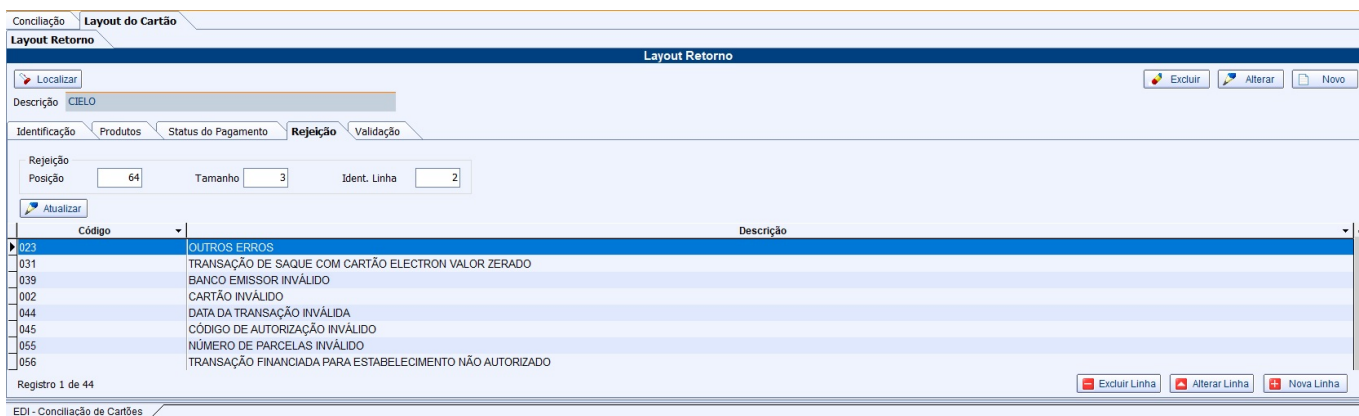 Conciliação Layout do Cartão
Layout Retorno
Layout Retorno
Localizar Excluir Alterar Novo
Descrição CIELO
Identificação Produtos Status do Pagamento Rejeição Validação
Rejeição
Posição 64 Tamanho 3 Ident. Linha 2
Atualizar
Código Descrição
023 OUTROS ERROS
031 TRANSAÇÃO DE SAQUE COM CARTÃO ELECTRON VALOR ZERADO
039 BANCO EMISSOR INVÁLIDO
002 CARTÃO INVÁLIDO
044 DATA DA TRANSAÇÃO INVÁLIDA
045 CÓDIGO DE AUTORIZAÇÃO INVÁLIDO
055 NÚMERO DE PARCELAS INVÁLIDO
056 TRANSAÇÃO FINANCIADA PARA ESTABELECIMENTO NÃO AUTORIZADO
Registro 1 de 44 Excluir Linha Alterar Linha Nova Linha
EDI - Conciliação de Cartões